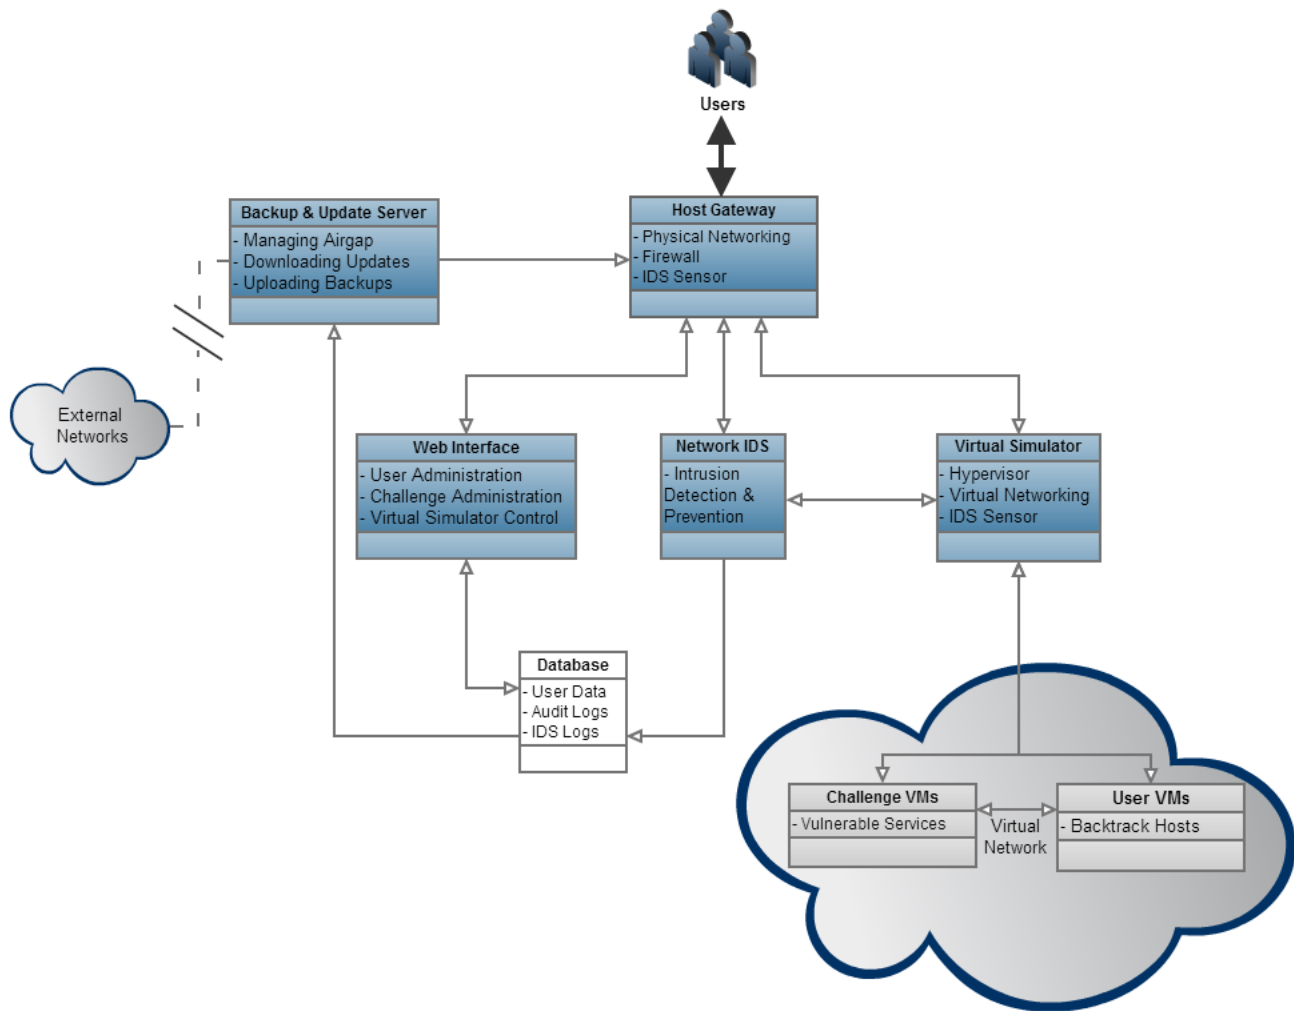 Users
Backup & Update Server
- Managing Airgap
- Downloading Updates
- Uploading Backups
Host Gateway
- Physical Networking
- Firewall
- IDS Sensor
External
Networks
Web Interface
- User Administration
- Challenge Administration
- Virtual Simulator Control
Network IDS
- Intrusion
Detection &
Prevention
Virtual Simulator
- Hypervisor
- Virtual Networking
- IDS Sensor
Database
- User Data
- Audit Logs
- IDS Logs
Challenge VMs
- Vulnerable Services
Virtual
Network
User VMs
- Backtrack Hosts